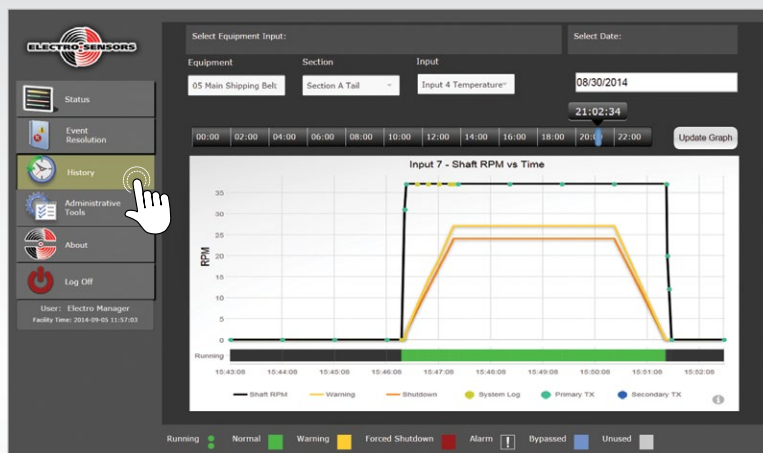 ELECTRO-SENSORS
Select Equipment Input:
Select Date:
Equipment
Section
Input
05 Main Shipping Belt
Section A Tail
Input 4 Temperature
08/30/2014
21:02:34
00:00 02:00 04:00 06:00 08:00 10:00 12:00 14:00 16:00 18:00 20:0 22:00
Update Graph
Status
Event
Resolution
History
Administrative
Tools
About
Log Off
User: Electro Manager
Facility Time: 2014-09-05 11:57:03
Input 7 - Shaft RPM vs Time
RPM
35
30
25
20
15
10
5
0
Running
15:43:08 15:44:08 15:45:08 15:46:08 15:47:08 15:48:08 15:49:08 15:50:08 15:51:08 15:52:08
Shaft RPM Warning Shutdown System Log Primary TX Secondary TX
i
Running Normal Warning Forced Shutdown Alarm ! Bypassed Unused